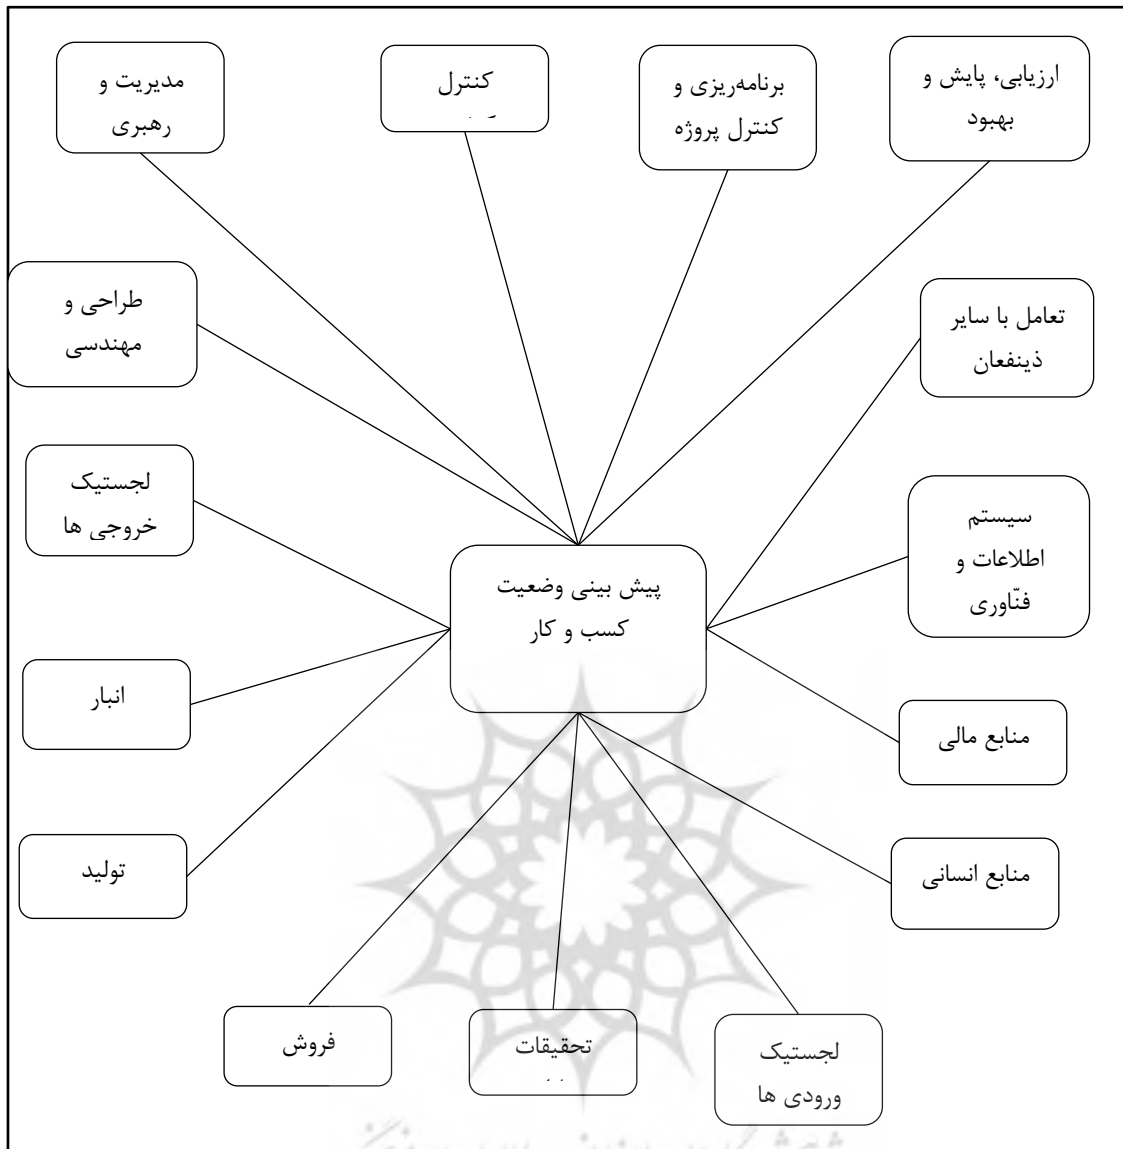 ارزیابی، پایش و
بهبود
برنامه‌ریزی و
کنترل پروژه
کنترل
مدیریت و
رهبری
تعامل با سایر
ذینفعان
طراحی و
مهندسی
سیستم
اطلاعات و
فنّاوری
لجستیک
خروجی ها
پیش بینی وضعیت
کسب و کار
منابع مالی
انبار
منابع انسانی
تولید
لجستیک
ورودی ها
تحقیقات
فروش